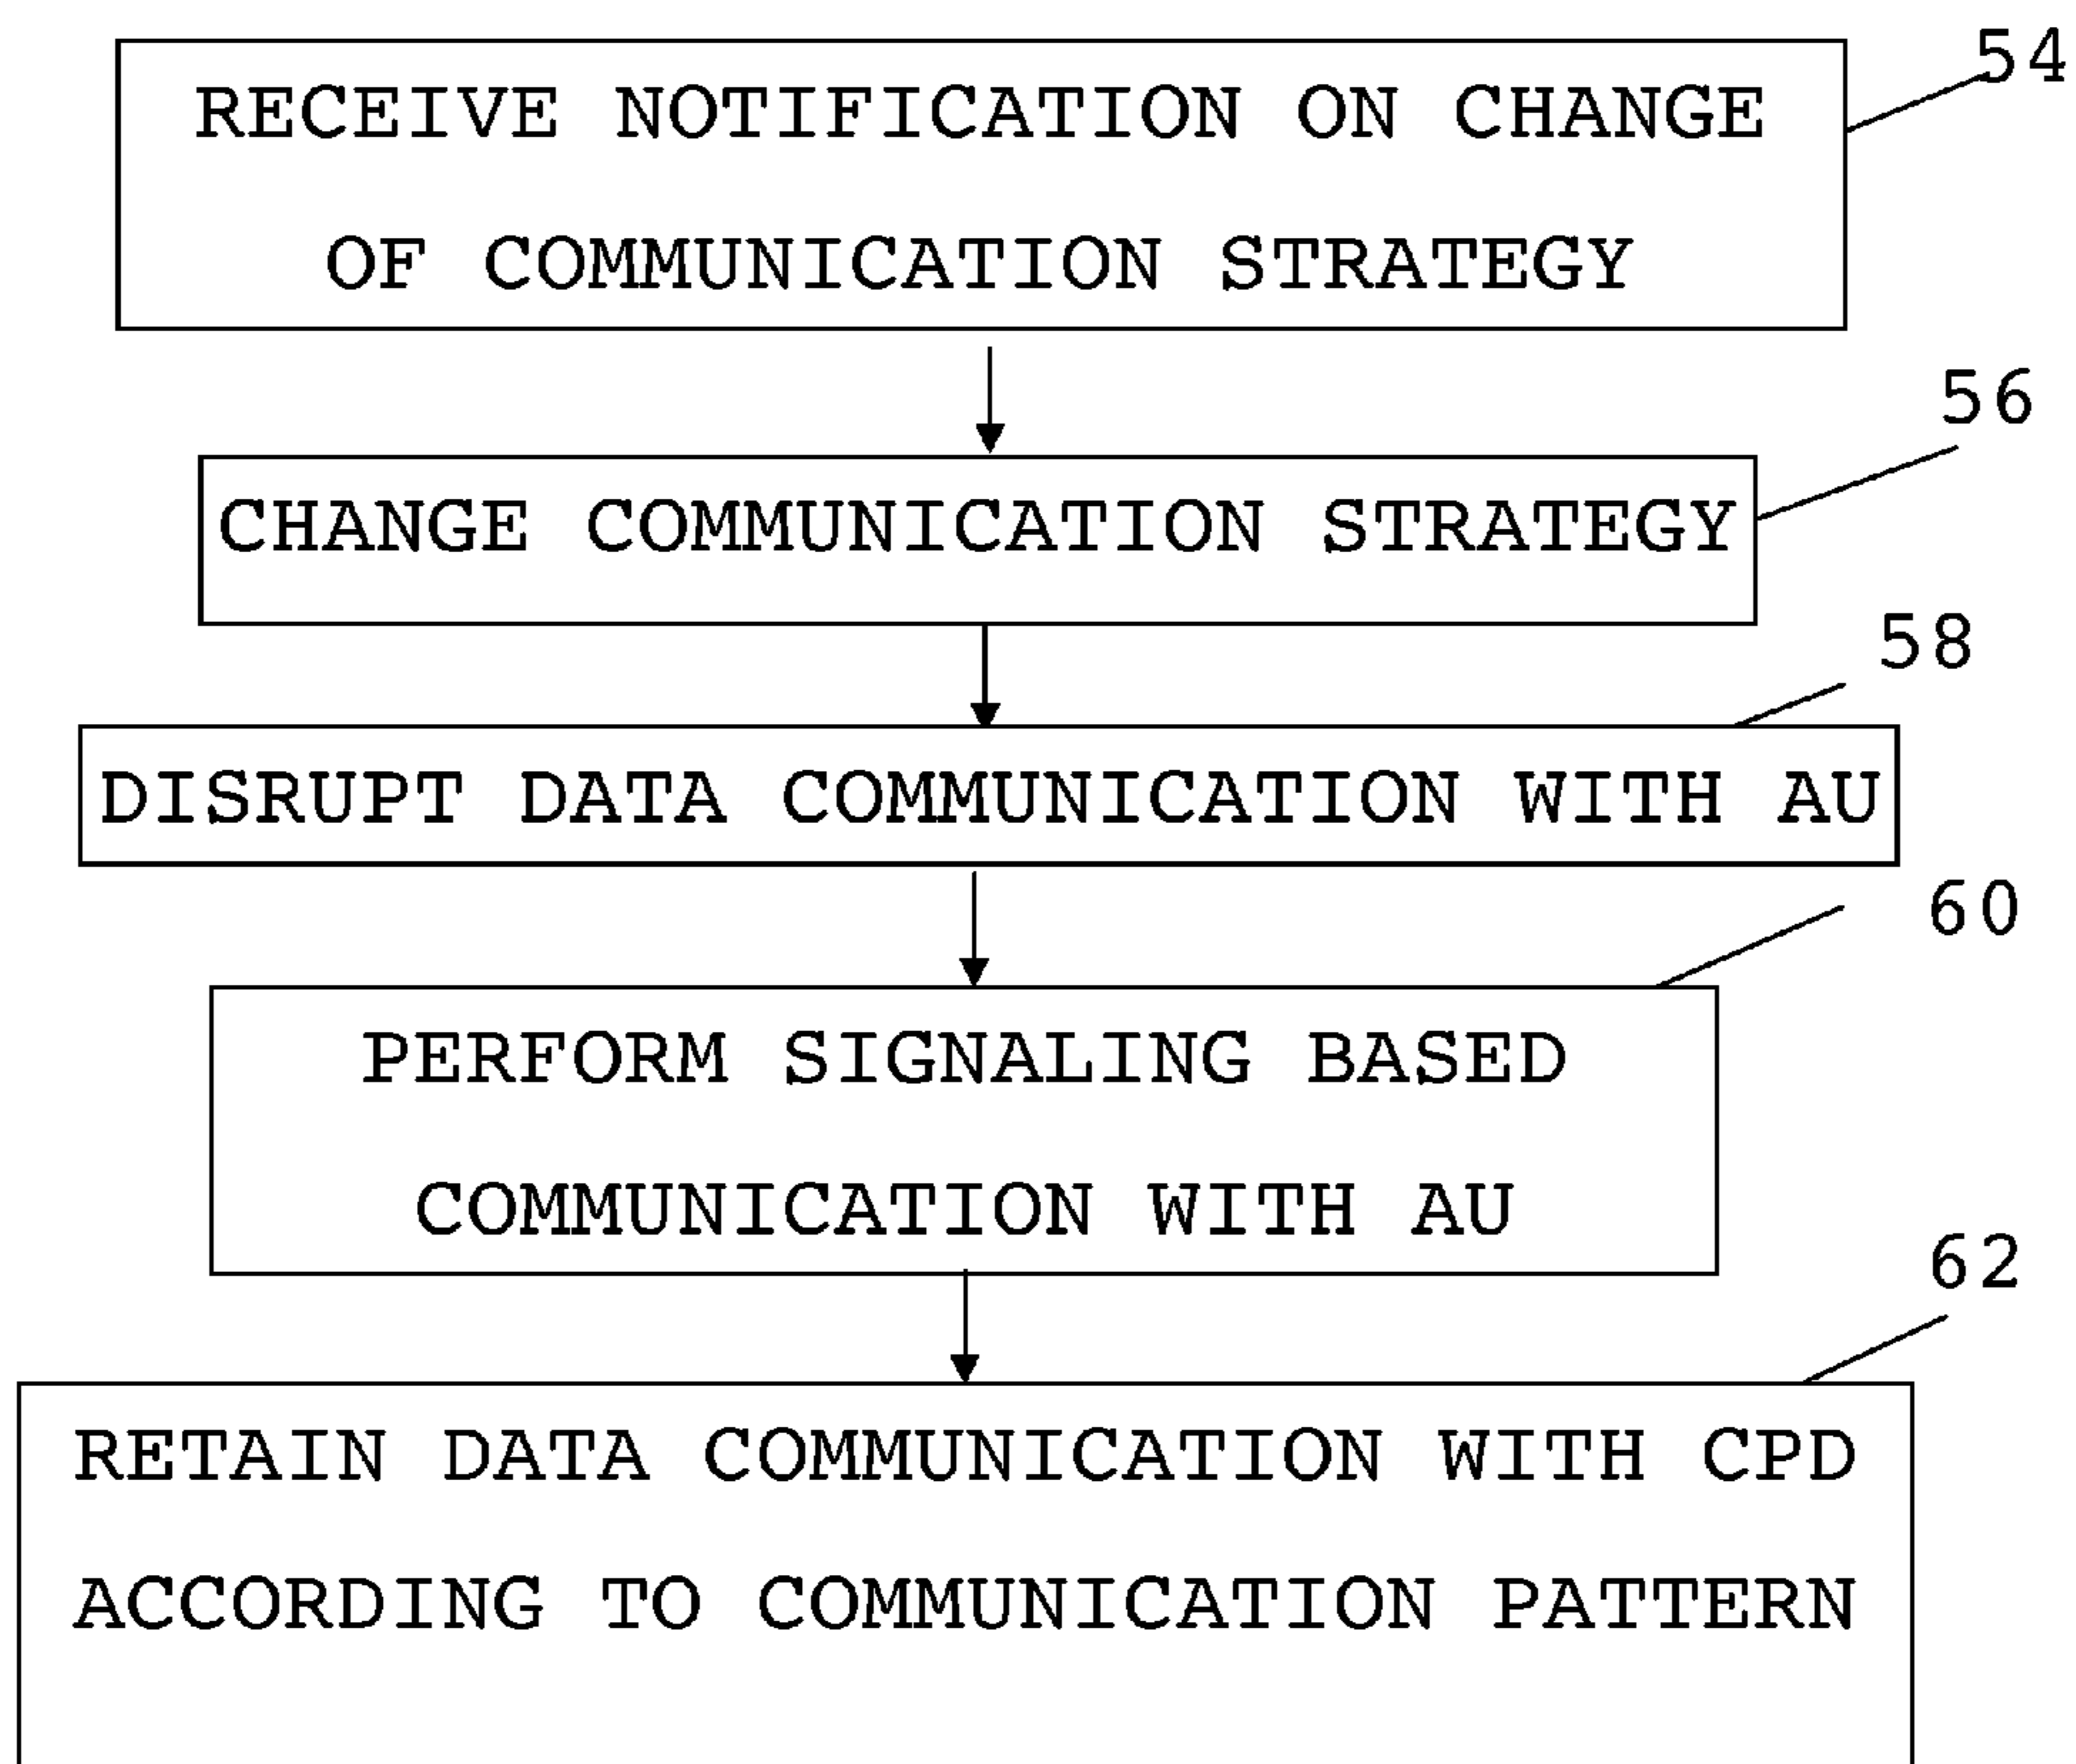 54
RECEIVE NOTIFICATION ON CHANGE
OF COMMUNICATION STRATEGY
56
CHANGE COMMUNICATION STRATEGY
58
DISRUPT DATA COMMUNICATION WITH AU
60
PERFORM SIGNALING BASED
COMMUNICATION WITH AU
62
RETAIN DATA COMMUNICATION WITH CPD
ACCORDING TO COMMUNICATION PATTERN